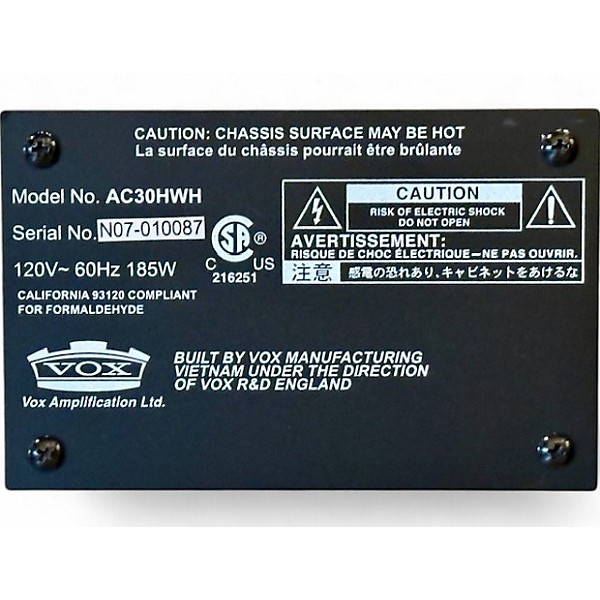 CAUTION: CHASSIS SURFACE MAY BE HOT
La surface du châssis pourrait être brûlante
Model No. AC30HWH
Serial No. N07-010087
120V~ 60Hz 185W
CALIFORNIA 93120 COMPLIANT
FOR FORMALDEHYDE
SA ®
C US
216251
CAUTION
RISK OF ELECTRIC SHOCK
DO NOT OPEN
AVERTISSEMENT:
RISQUE DE CHOC ÉLECTRIQUE–NE PAS OUVRIR.
注意 感電の恐れあり、キャビネットをあけるな
VOX
Vox Amplification Ltd.
BUILT BY VOX MANUFACTURING
VIETNAM UNDER THE DIRECTION
OF VOX R&D ENGLAND